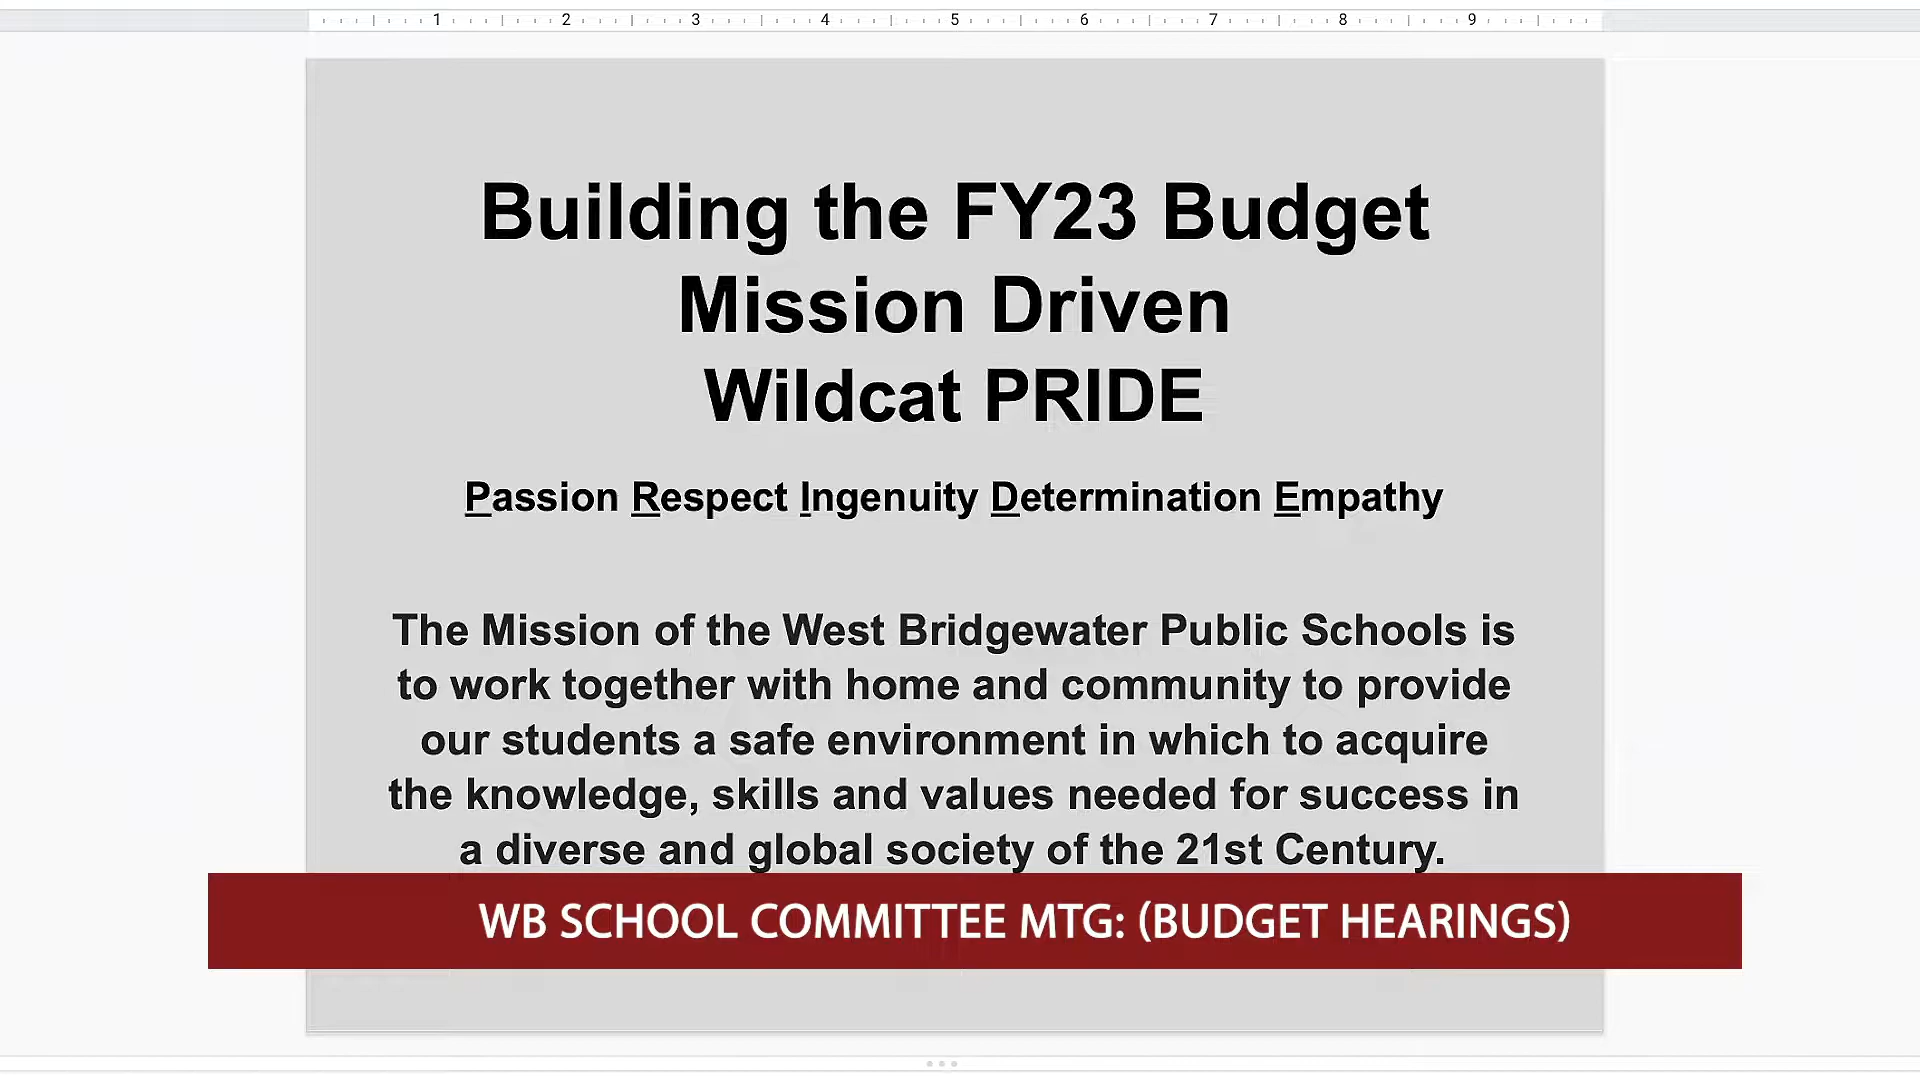 1 2 3 4 5 6 7 8 9
Building the FY23 Budget
Mission Driven
Wildcat PRIDE
Passion Respect Ingenuity Determination Empathy
The Mission of the West Bridgewater Public Schools is
to work together with home and community to provide
our students a safe environment in which to acquire
the knowledge, skills and values needed for success in
a diverse and global society of the 21st Century.
WB SCHOOL COMMITTEE MTG: (BUDGET HEARINGS)